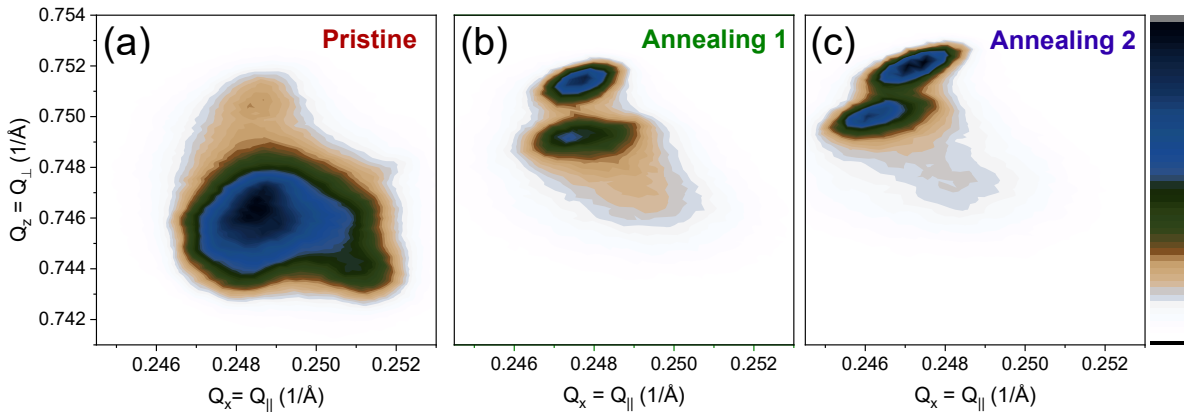 0.754
0.752
0.750
0.748
0.746
0.744
0.742
Q_z = Q_⊥ (1/Å)
(a)
Pristine
0.246 0.248 0.250 0.252
Q_x= Q_|| (1/Å)
(b)
Annealing 1
0.246 0.248 0.250 0.252
Q_x = Q_|| (1/Å)
(c)
Annealing 2
0.246 0.248 0.250 0.252
Q_x = Q_|| (1/Å)